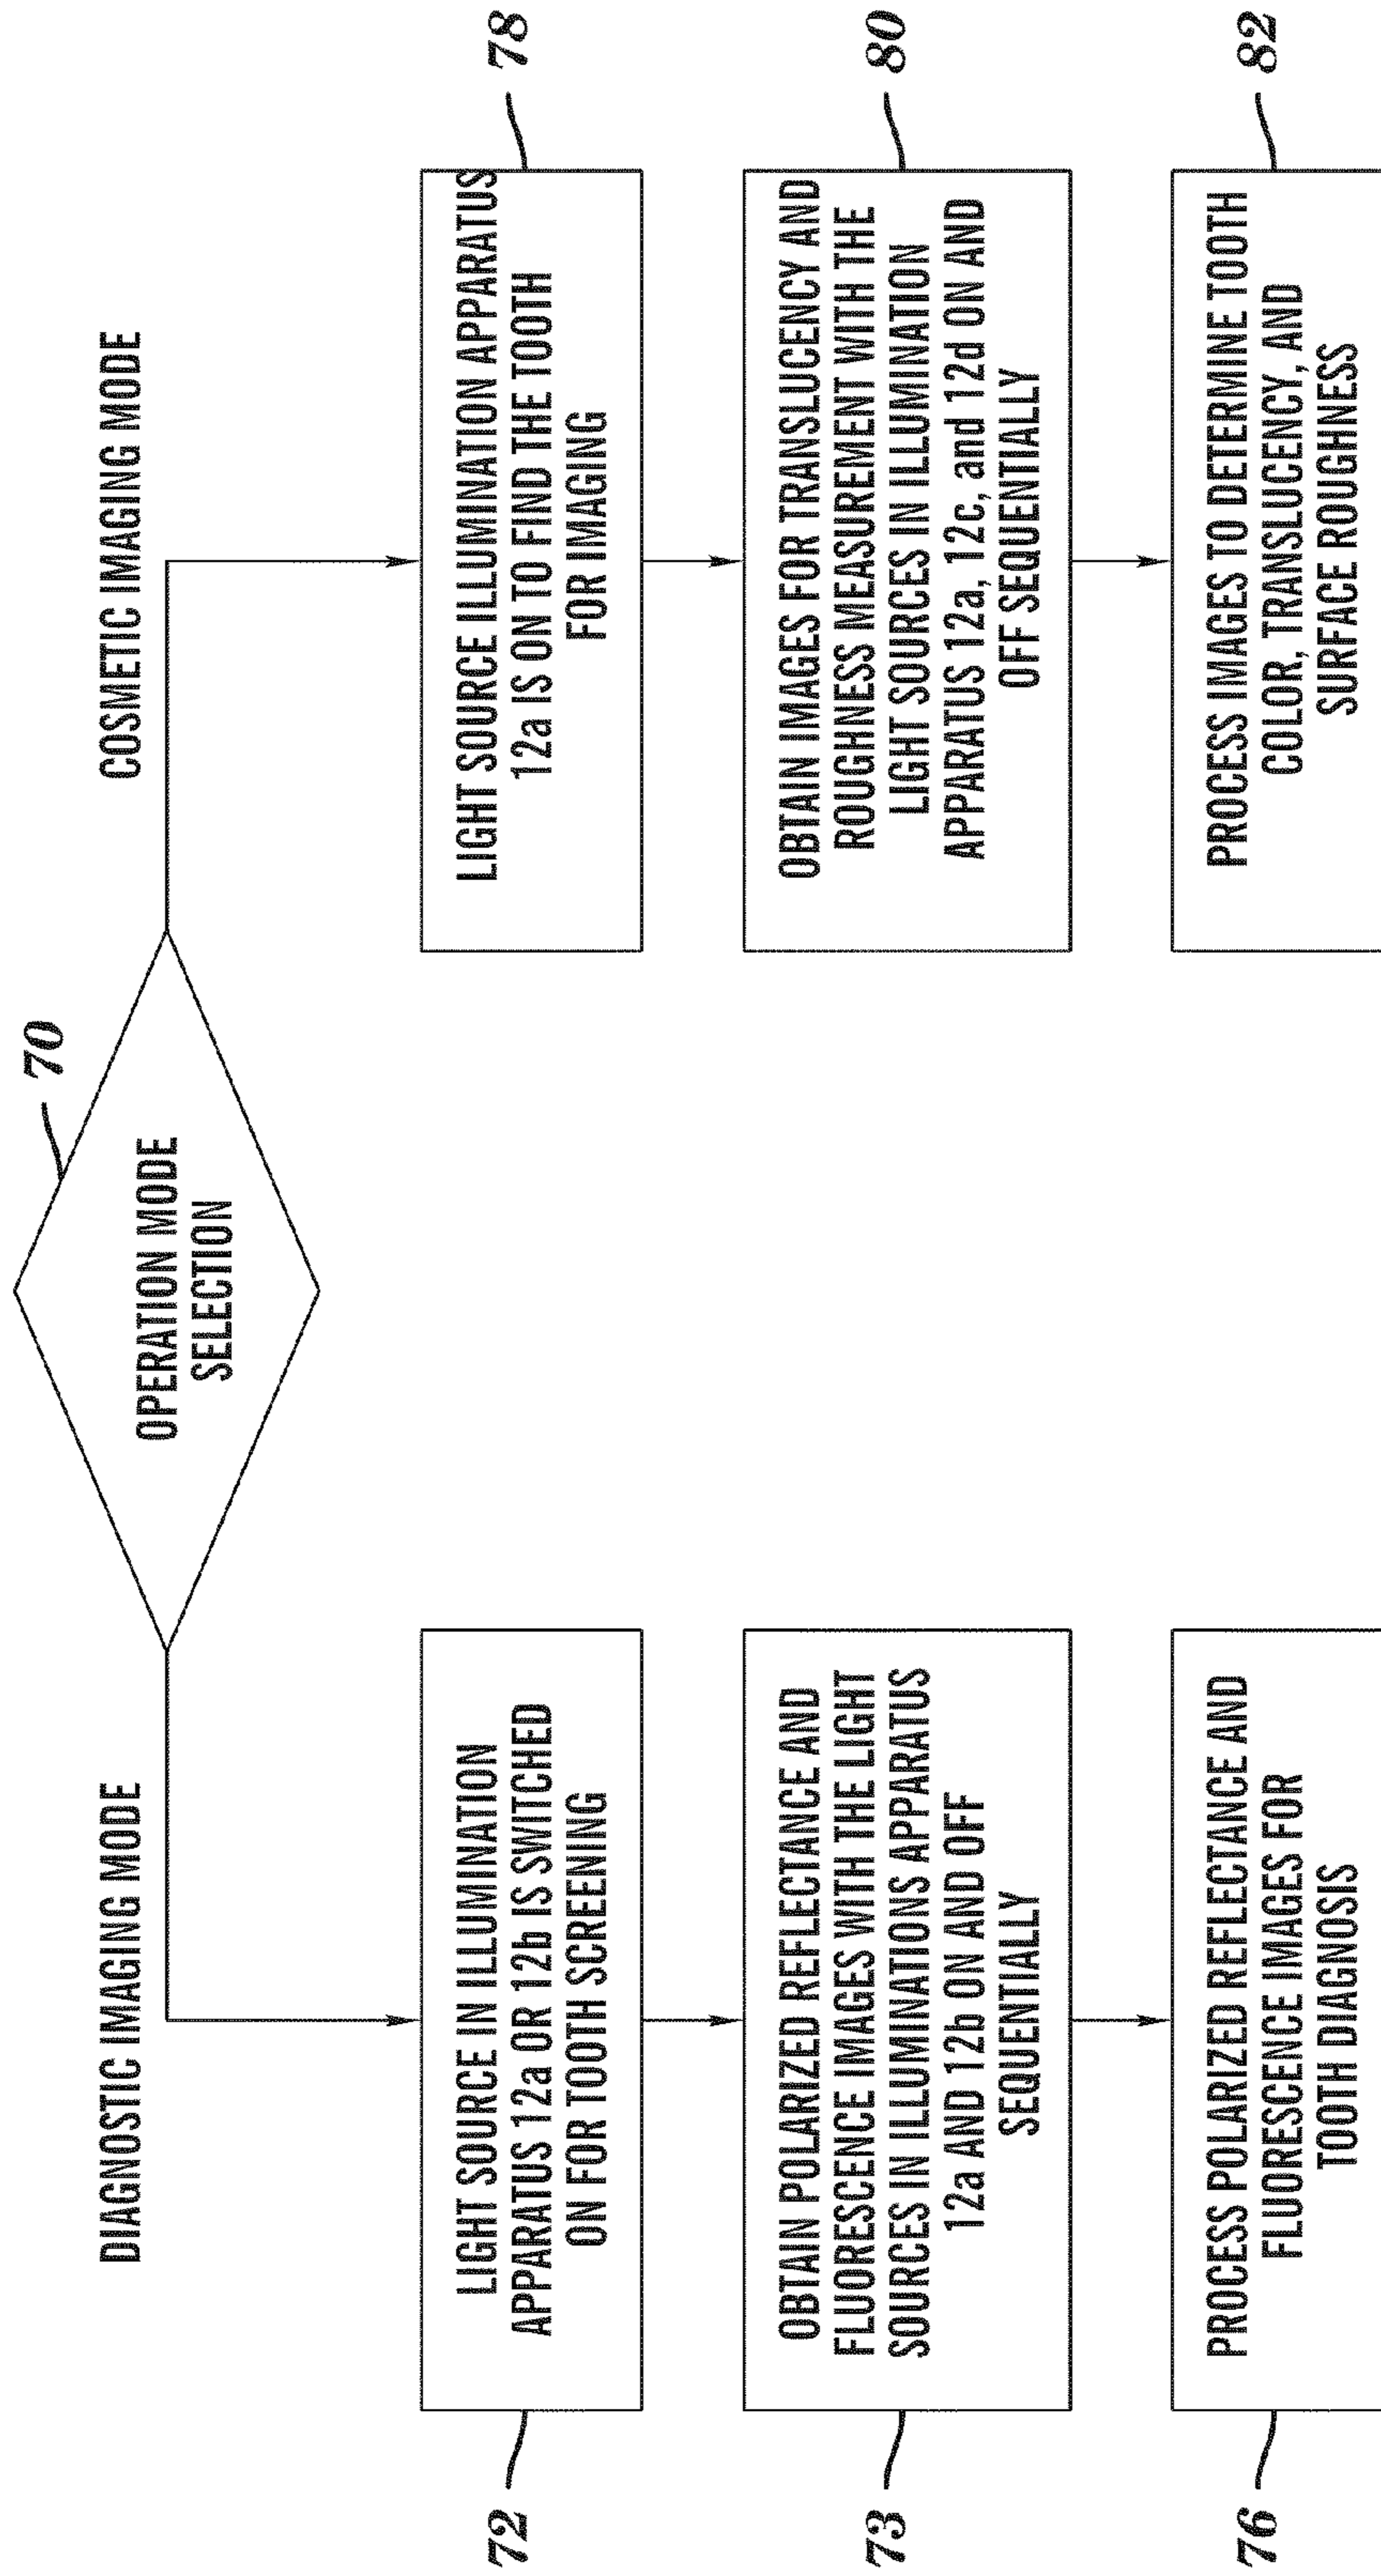 70
OPERATION MODE
SELECTION
DIAGNOSTIC IMAGING MODE
72
LIGHT SOURCE IN ILLUMINATION
APPARATUS 12a OR 12b IS SWITCHED
ON FOR TOOTH SCREENING
73
OBTAIN POLARIZED REFLECTANCE AND
FLUORESCENCE IMAGES WITH THE LIGHT
SOURCES IN ILLUMINATIONS APPARATUS
12a AND 12b ON AND OFF
SEQUENTIALLY
76
PROCESS POLARIZED REFLECTANCE AND
FLUORESCENCE IMAGES FOR
TOOTH DIAGNOSIS
COSMETIC IMAGING MODE
78
LIGHT SOURCE ILLUMINATION APPARATUS
12a IS ON TO FIND THE TOOTH
FOR IMAGING
80
OBTAIN IMAGES FOR TRANSLUCENCY AND
ROUGHNESS MEASUREMENT WITH THE
LIGHT SOURCES IN ILLUMINATION
APPARATUS 12a, 12c, and 12d ON AND
OFF SEQUENTIALLY
82
PROCESS IMAGES TO DETERMINE TOOTH
COLOR, TRANSLUCENCY, AND
SURFACE ROUGHNESS